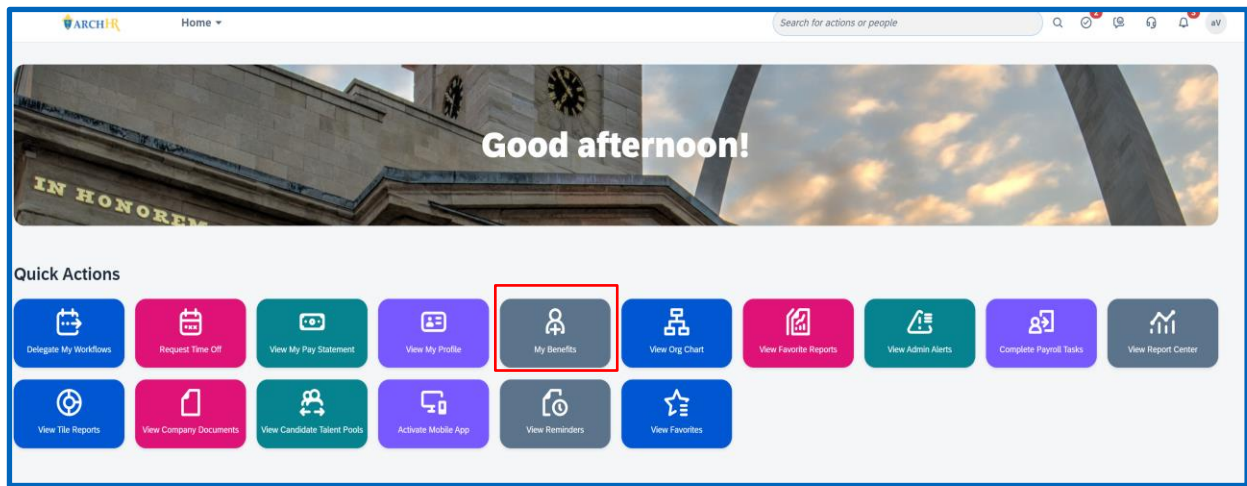 ARCHHR
Home
Search for actions or people
aV
IN HONOREM
Good afternoon!
Quick Actions
Delegate My Workflows
Request Time Off
View My Pay Statement
View My Profile
My Benefits
View Org Chart
View Favorite Reports
View Admin Alerts
Complete Payroll Tasks
View Report Center
View Tile Reports
View Company Documents
View Candidate Talent Pools
Activate Mobile App
View Reminders
View Favorites